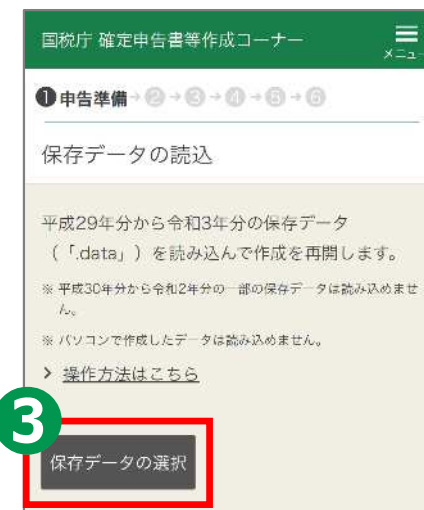 国税庁 確定申告書等作成コーナー
メニュー
❶申告準備→②→③→④→⑤→⑥
保存データの読込
平成29年分から令和3年分の保存データ
（「.data」）を読み込んで作成を再開します。
※ 平成30年分から令和2年分の一部の保存データは読み込めませ
ん。
※ パソコンで作成したデータは読み込めません。
> 操作方法はこちら
3
保存データの選択